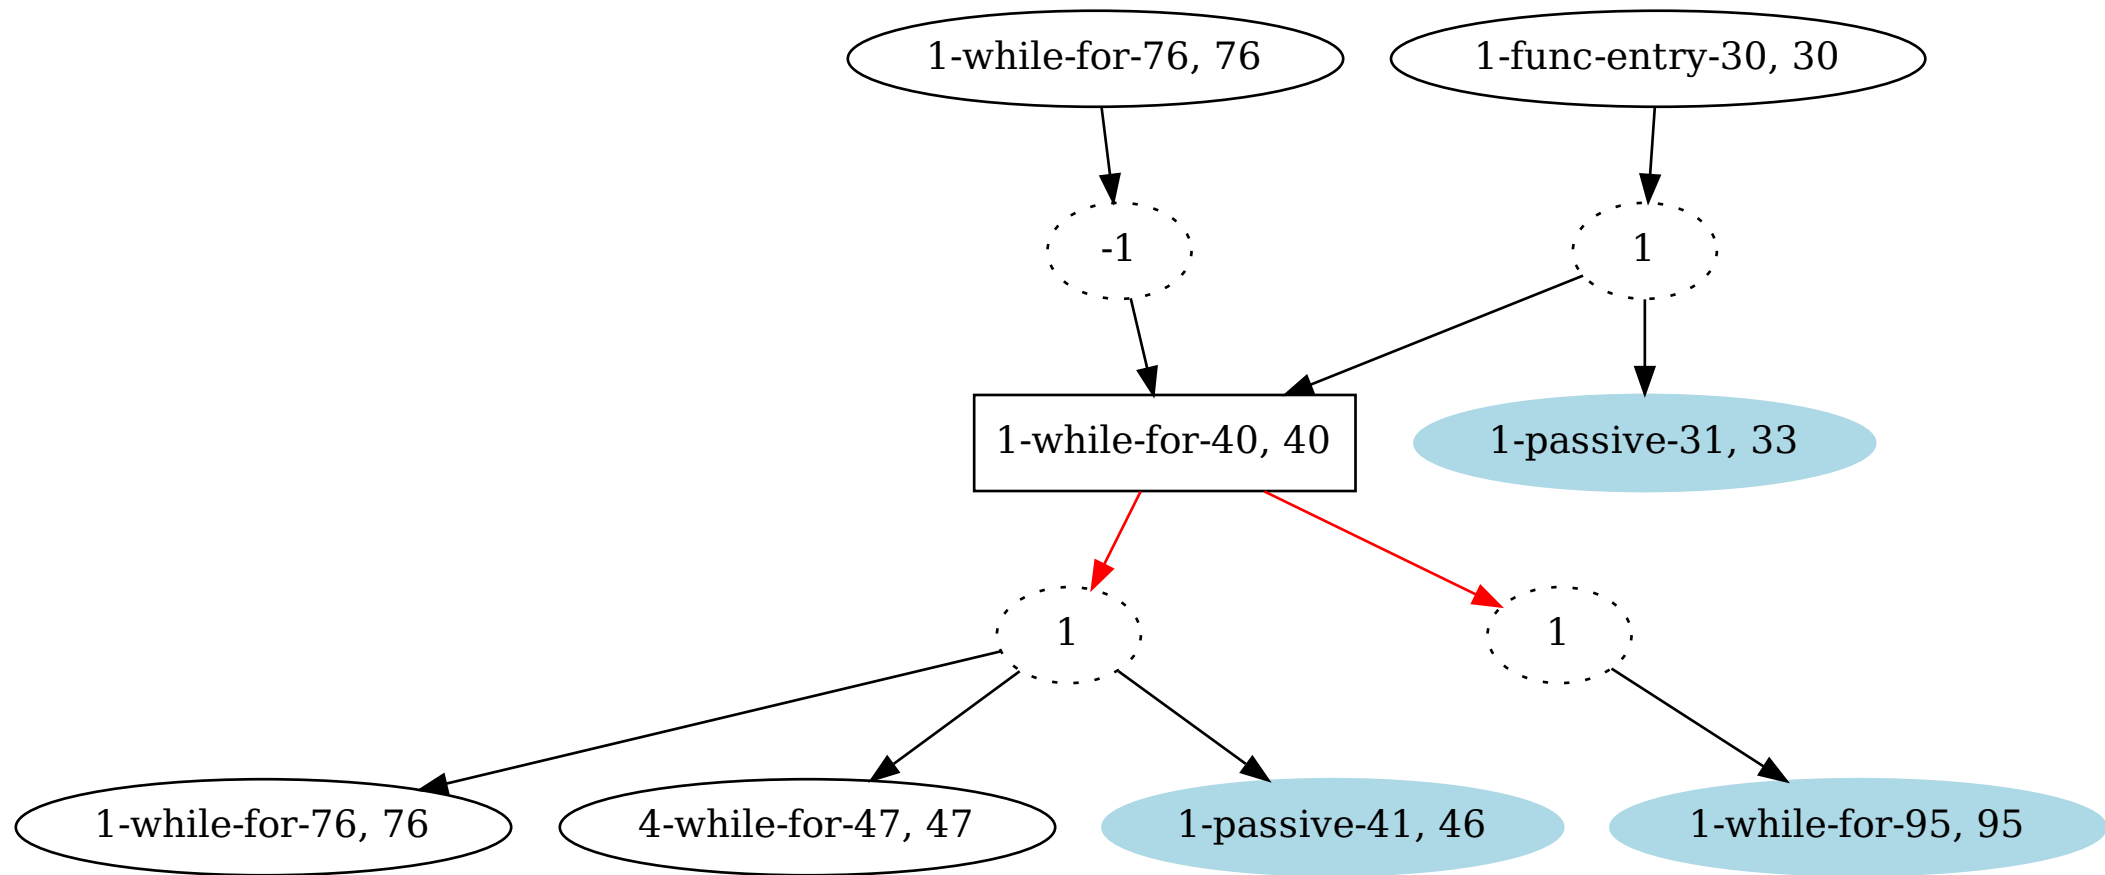 1-while-for-76, 76
1-func-entry-30, 30
-1
1
1-while-for-40, 40
1-passive-31, 33
1
1
1-while-for-76, 76
4-while-for-47, 47
1-passive-41, 46
1-while-for-95, 95